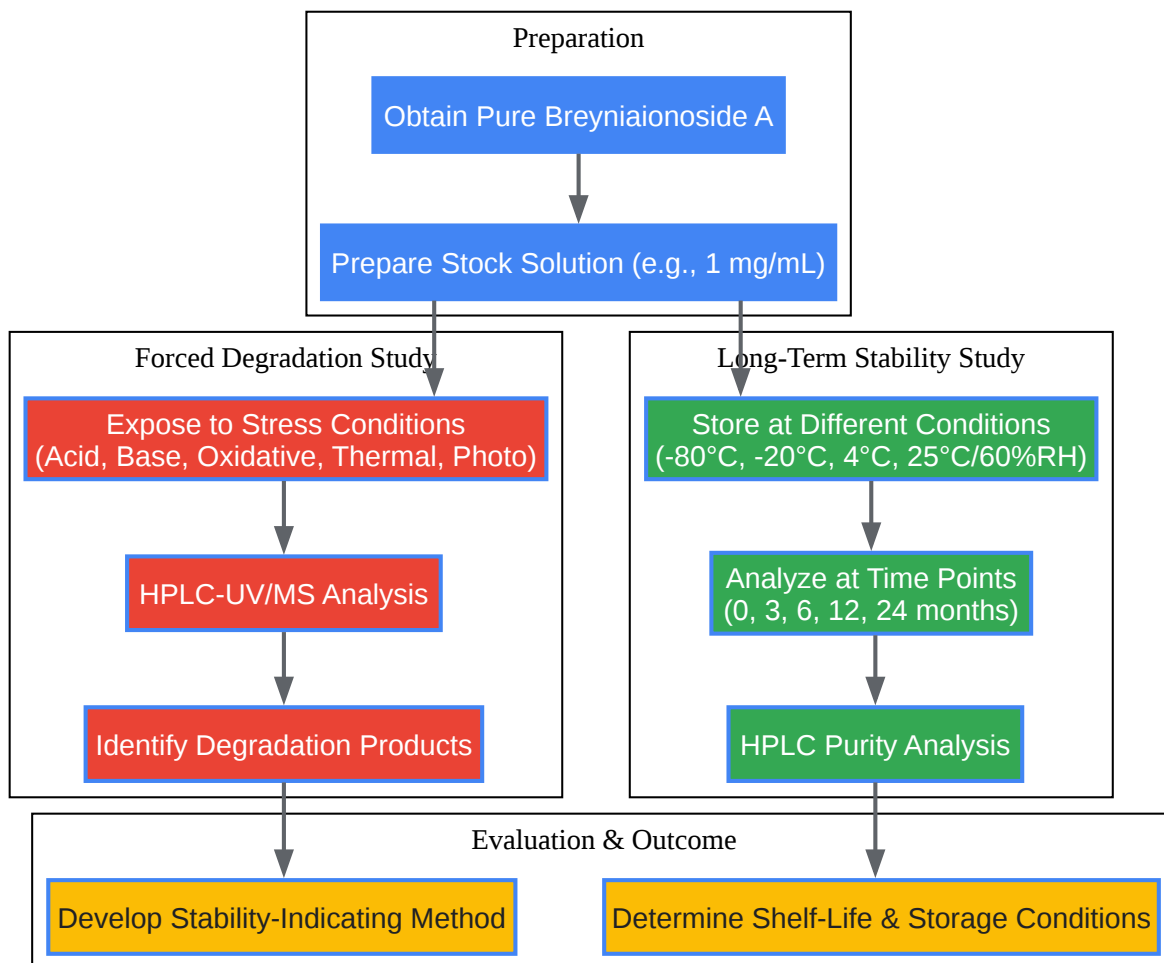 Preparation
Obtain Pure Breyniaionoside A
Prepare Stock Solution (e.g., 1 mg/mL)
Forced Degradation Study
Expose to Stress Conditions
(Acid, Base, Oxidative, Thermal, Photo)
HPLC-UV/MS Analysis
Identify Degradation Products
Long-Term Stability Study
Store at Different Conditions
(-80°C, -20°C, 4°C, 25°C/60%RH)
Analyze at Time Points
(0, 3, 6, 12, 24 months)
HPLC Purity Analysis
Evaluation & Outcome
Develop Stability-Indicating Method
Determine Shelf-Life & Storage Conditions